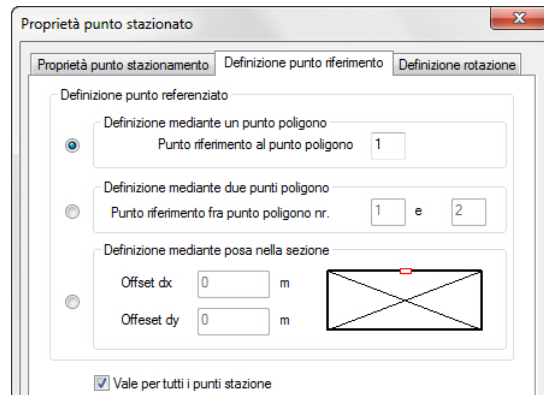 Proprietà punto stazionato
Proprietà punto stazionamento Definizione punto riferimento Definizione rotazione
Definizione punto referenziato
Definizione mediante un punto poligono
Punto riferimento al punto poligono 1
Definizione mediante due punti poligono
Punto riferimento fra punto poligono nr. 1 e 2
Definizione mediante posa nella sezione
Offset dx 0 m
Offeset dy 0 m
Vale per tutti i punti stazione